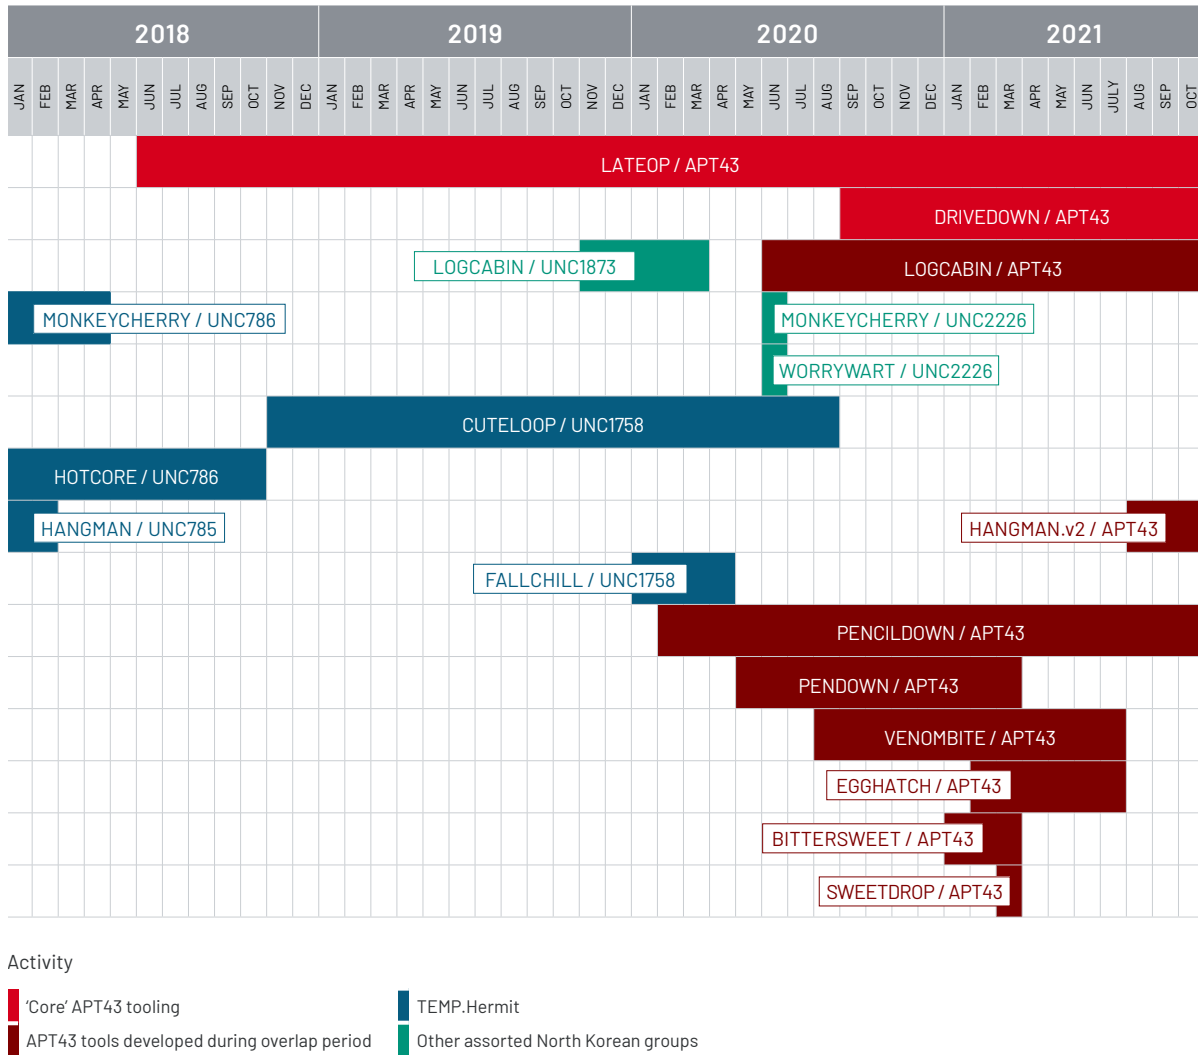 2018 2019 2020 2021
JAN FEB MAR APR MAY JUN JUL AUG SEP OCT NOV DEC JAN FEB MAR APR MAY JUN JUL AUG SEP OCT NOV DEC JAN FEB MAR APR MAY JUN JUL AUG SEP OCT NOV DEC JAN FEB MAR APR MAY JUN JULY AUG SEP OCT
LATEOP / APT43
DRIVEDOWN / APT43
LOGCABIN / UNC1873 LOGCABIN / APT43
MONKEYCHERRY / UNC786 MONKEYCHERRY / UNC2226
WORRYWART / UNC2226
CUTELOOP / UNC1758
HOTCORE / UNC786
HANGMAN / UNC785 HANGMAN.v2 / APT43
FALLCHILL / UNC1758
PENCILDOWN / APT43
PENDOWN / APT43
VENOMBITE / APT43
EGGHATCH / APT43
BITTERSWEET / APT43
SWEETDROP / APT43
Activity
'Core' APT43 tooling TEMP.Hermit
APT43 tools developed during overlap period Other assorted North Korean groups